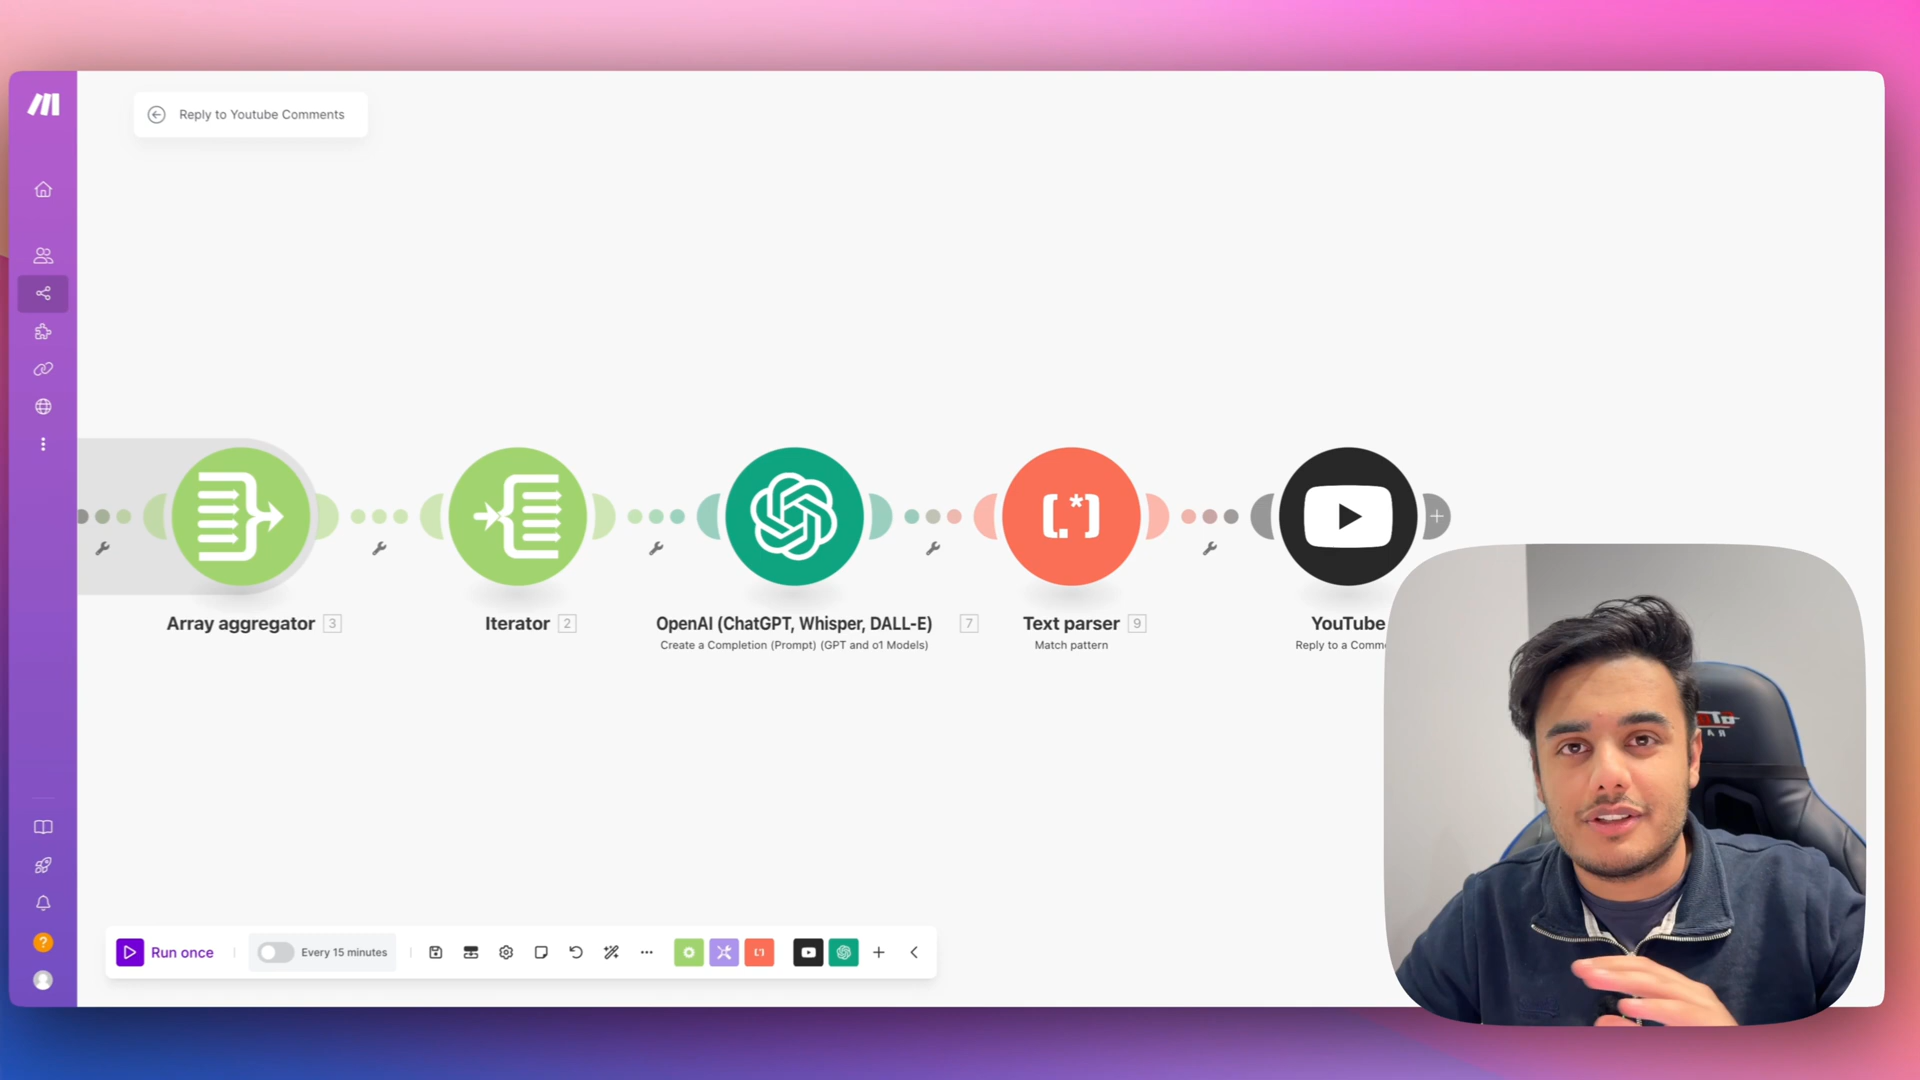 Reply to Youtube Comments
Array aggregator 3
Iterator 2
OpenAI (ChatGPT, Whisper, DALL-E) 7
Create a Completion (Prompt) (GPT and o1 Models)
Text parser 9
Match pattern
YouTube
Reply to a Comme
Run once
Every 15 minutes